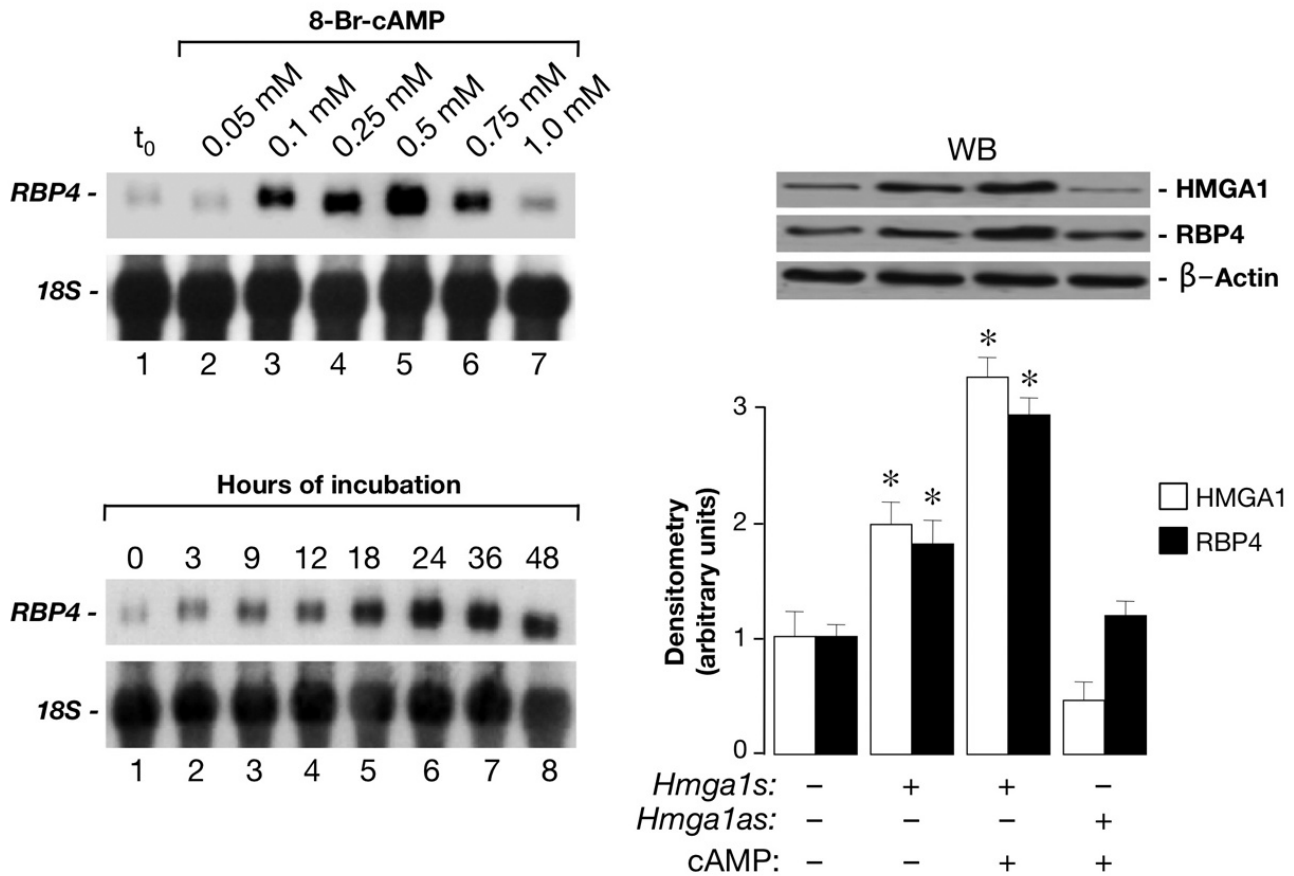 8-Br-cAMP
t0 0.05 mM 0.1 mM 0.25 mM 0.5 mM 0.75 mM 1.0 mM
RBP4 -
18S -
1 2 3 4 5 6 7
Hours of incubation
0 3 9 12 18 24 36 48
RBP4 -
18S -
1 2 3 4 5 6 7 8
WB
- HMGA1
- RBP4
- β-Actin
Densitometry
(arbitrary units)
3
2
1
0
* * * *
HMGA1
RBP4
Hmga1s: – + + –
Hmga1as: – – – +
cAMP: – – + +